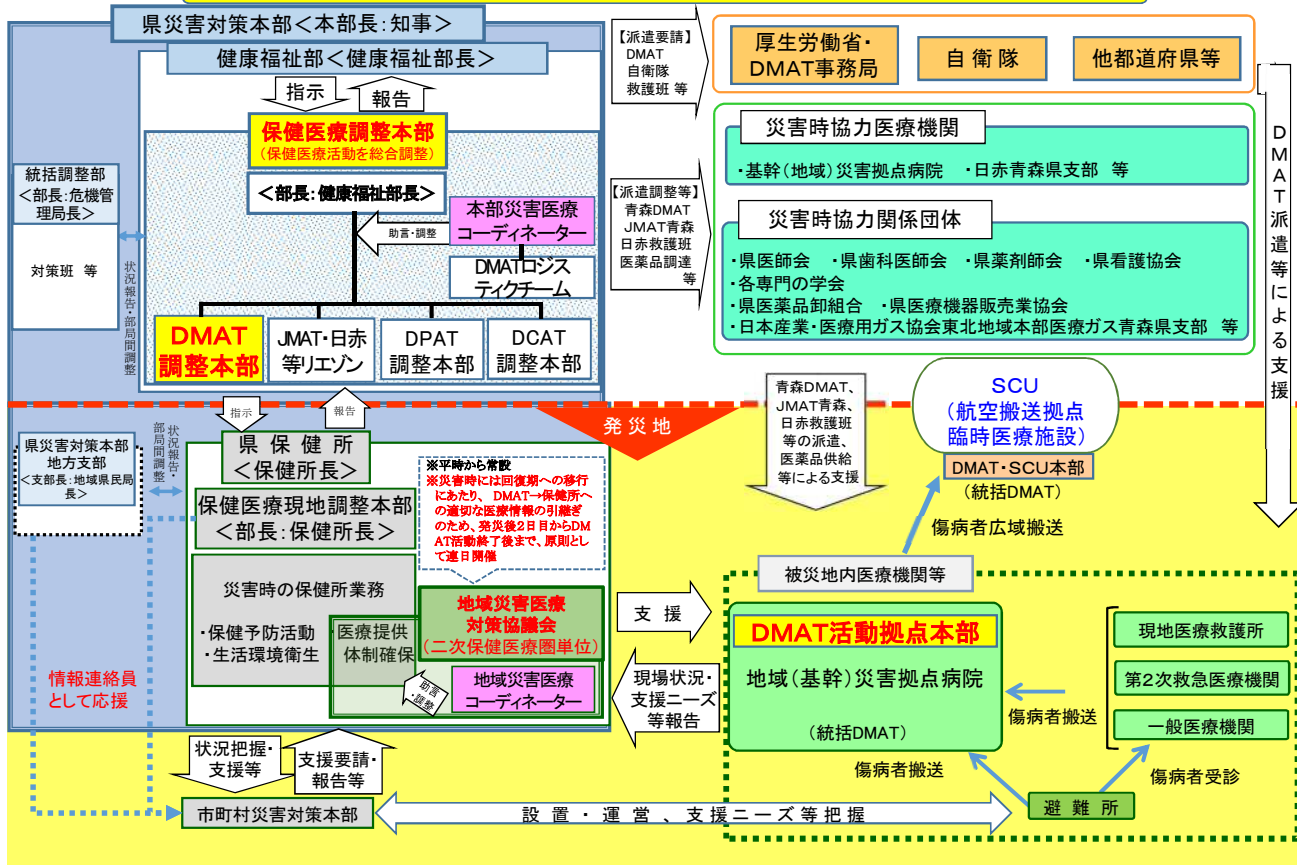 県災害対策本部<本部長:知事>
健康福祉部<健康福祉部長>
指示
報告
保健医療調整本部
(保健医療活動を総合調整)
<部長:健康福祉部長>
本部災害医療
コーディネーター
助言・調整
DMATロジス
ティクチーム
DMAT
調整本部
JMAT・日赤
等リエゾン
DPAT
調整本部
DCAT
調整本部
統括調整部
<部長:危機管
理局長>
対策班 等
状況報告・部局間調整
【派遣要請】
DMAT
自衛隊
救護班 等
厚生労働省・
DMAT事務局
自衛隊
他都道府県等
【派遣調整等】
青森DMAT
JMAT青森
日赤救護班
医薬品調達
等
災害時協力医療機関
・基幹(地域)災害拠点病院 ・日赤青森県支部 等
災害時協力関係団体
・県医師会 ・県歯科医師会 ・県薬剤師会 ・県看護協会
・各専門の学会
・県医薬品卸組合 ・県医療機器販売業協会
・日本産業・医療用ガス協会東北地域本部医療ガス青森県支部 等
DMAT派遣等による支援
発災地
青森DMAT、
JMAT青森、
日赤救護班
等の派遣、
医薬品供給
等による支援
SCU
(航空搬送拠点
臨時医療施設)
DMAT・SCU本部
(統括DMAT)
傷病者広域搬送
指示
報告
県災害対策本部
地方支部
<支部長:地域県民局
長>
状況報告・
部局間調整
県保健所
<保健所長>
保健医療現地調整本部
<部長:保健所長>
災害時の保健所業務
・保健予防活動
・生活環境衛生
・医療提供
体制確保
※平時から常設
※災害時には回復期への移行
にあたり、DMAT→保健所へ
の適切な医療情報の引継ぎ
のため、発災後2日目からDM
AT活動終了後まで、原則とし
て連日開催
地域災害医療
対策協議会
(二次保健医療圏単位)
助言・調整
地域災害医療
コーディネーター
情報連絡員
として応援
支援
現場状況・
支援ニーズ
等報告
被災地内医療機関等
DMAT活動拠点本部
地域(基幹)災害拠点病院
(統括DMAT)
傷病者搬送
現地医療救護所
第2次救急医療機関
一般医療機関
傷病者搬送
傷病者受診
避難所
状況把握・
支援等
支援要請・
報告等
市町村災害対策本部
設置・運営、支援ニーズ等把握